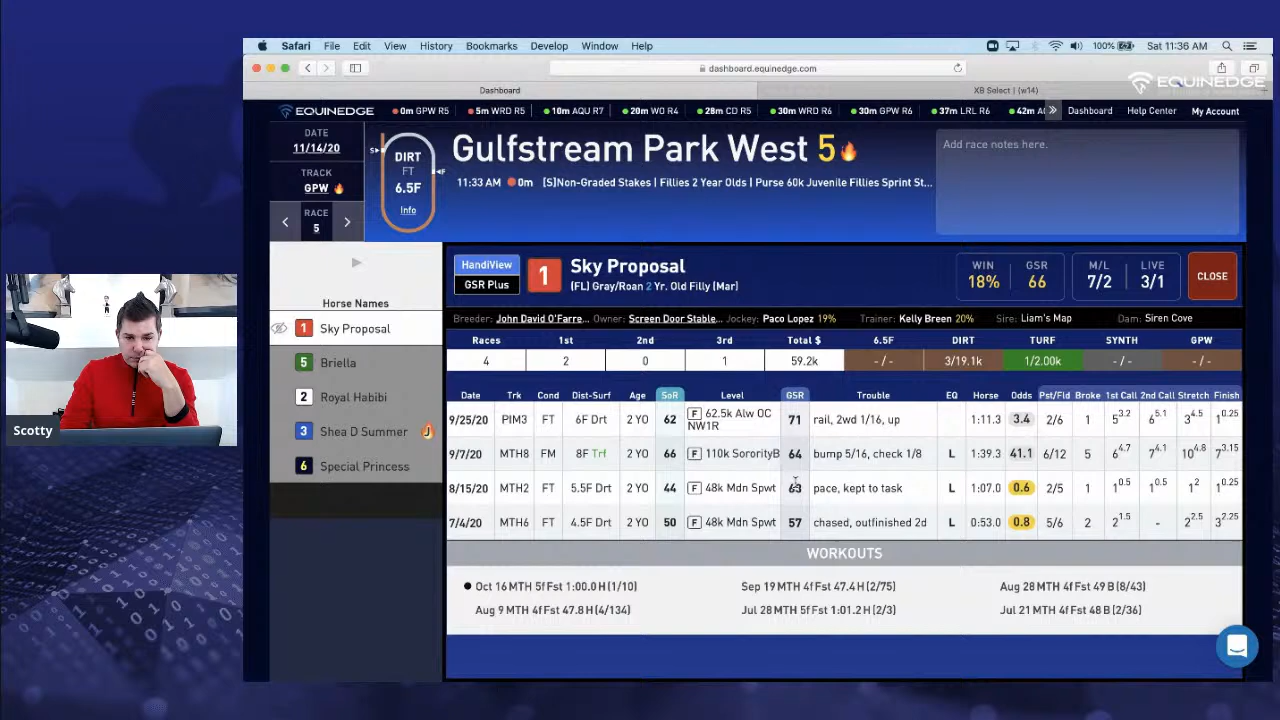 Safari File Edit View History Bookmarks Develop Window Help 100% Sat 11:36 AM
dashboard.equinedge.com
EQUINEDGE
Dashboard XB Select | (w14)
EQUINEDGE 0m GPW R5 5m WRD R5 10m AQU R7 20m WO R4 28m CD R5 30m WRD R6 30m GPW R6 37m LRL R6 42m Dashboard Help Center My Account
DATE
11/14/20
TRACK
GPW
RACE
5
S
F
DIRT
FT
6.5F
Info
Gulfstream Park West 5
11:33 AM 0m [S]Non-Graded Stakes | Fillies 2 Year Olds | Purse 60k Juvenile Fillies Sprint St...
Add race notes here.
Horse Names
1 Sky Proposal
5 Briella
2 Royal Habibi
3 Shea D Summer
6 Special Princess
HandiView
GSR Plus
1
Sky Proposal
(FL) Gray/Roan 2 Yr. Old Filly (Mar)
WIN GSR M/L LIVE
18% 66 7/2 3/1
CLOSE
Breeder: John David O'Farre... Owner: Screen Door Stable... Jockey: Paco Lopez 19% Trainer: Kelly Breen 20% Sire: Liam's Map Dam: Siren Cove
Races 1st 2nd 3rd Total $ 6.5F DIRT TURF SYNTH GPW
4 2 0 1 59.2k - / - 3/19.1k 1/2.00k - / - - / -
Date Trk Cond Dist-Surf Age SoR Level GSR Trouble EQ Horse Odds Pst/Fld Broke 1st Call 2nd Call Stretch Finish
9/25/20 PIM3 FT 6F Drt 2 YO 62 F 62.5k Alw OC NW1R 71 rail, 2wd 1/16, up 1:11.3 3.4 2/6 1 5 3.2 6 5.1 3 4.5 1 0.25
9/7/20 MTH8 FM 8F Trf 2 YO 66 F 110k SororityB 64 bump 5/16, check 1/8 L 1:39.3 41.1 6/12 5 6 4.7 7 4.1 10 4.8 7 3.15
8/15/20 MTH2 FT 5.5F Drt 2 YO 44 F 48k Mdn Spwt 63 pace, kept to task L 1:07.0 0.6 2/5 1 1 0.5 1 0.5 1 2 1 0.25
7/4/20 MTH6 FT 4.5F Drt 2 YO 50 F 48k Mdn Spwt 57 chased, outfinished 2d L 0:53.0 0.8 5/6 2 2 1.5 - 2 2.5 3 2.25
WORKOUTS
Oct 16 MTH 5f Fst 1:00.0 H (1/10) Sep 19 MTH 4f Fst 47.4 H (2/75) Aug 28 MTH 4f Fst 49 B (8/43)
Aug 9 MTH 4f Fst 47.8 H (4/134) Jul 28 MTH 5f Fst 1:01.2 H (2/3) Jul 21 MTH 4f Fst 48 B (2/36)
Scotty